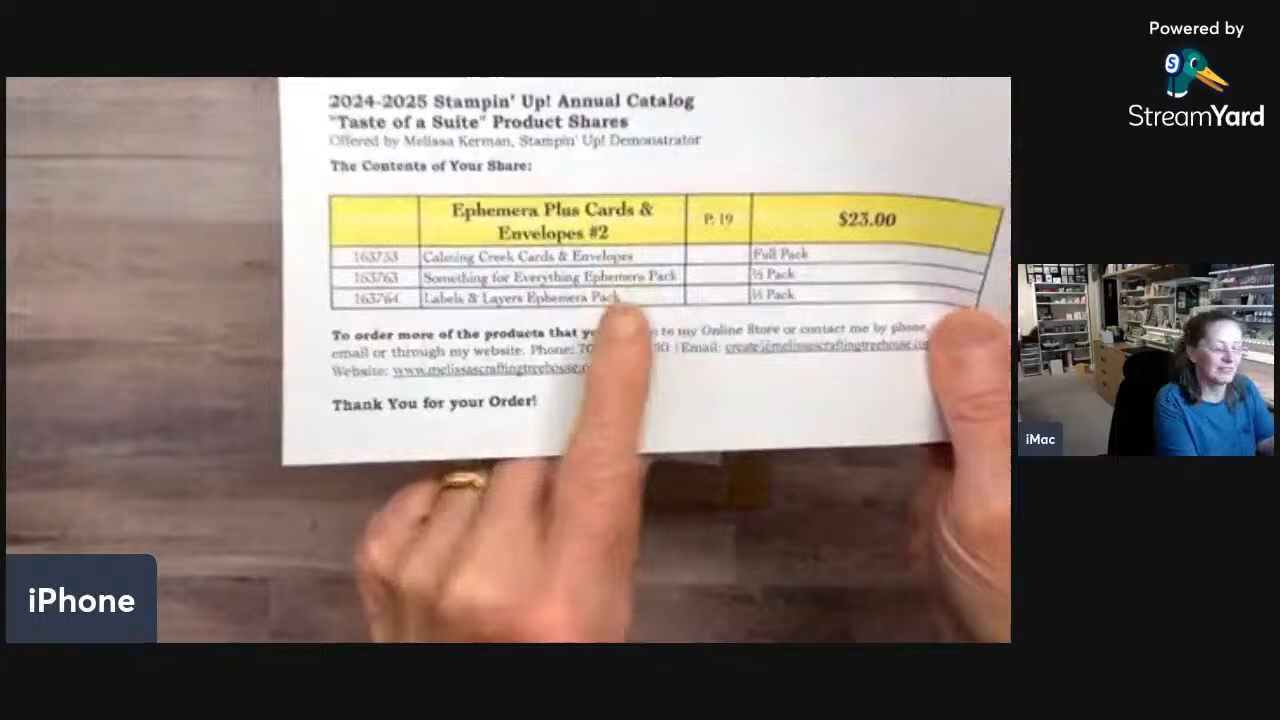 Powered by
StreamYard
2024-2025 Stampin' Up! Annual Catalog
"Taste of a Suite" Product Shares
Offered by Melissa Kerman, Stampin' Up! Demonstrator
The Contents of Your Share:
Ephemera Plus Cards & Envelopes #2 P. 19 $23.00
Calming Creek Cards & Envelopes Full Pack
163763 Something for Everything Ephemera Pack ½ Pack
163764 Labels & Layers Ephemera Pack ½ Pack
To order more of the products that to my Online Store or contact me by phone,
email or through my website. Phone: Email:
Website: www.melissascraftingtreehouse
Thank You for your Order!
iMac
iPhone